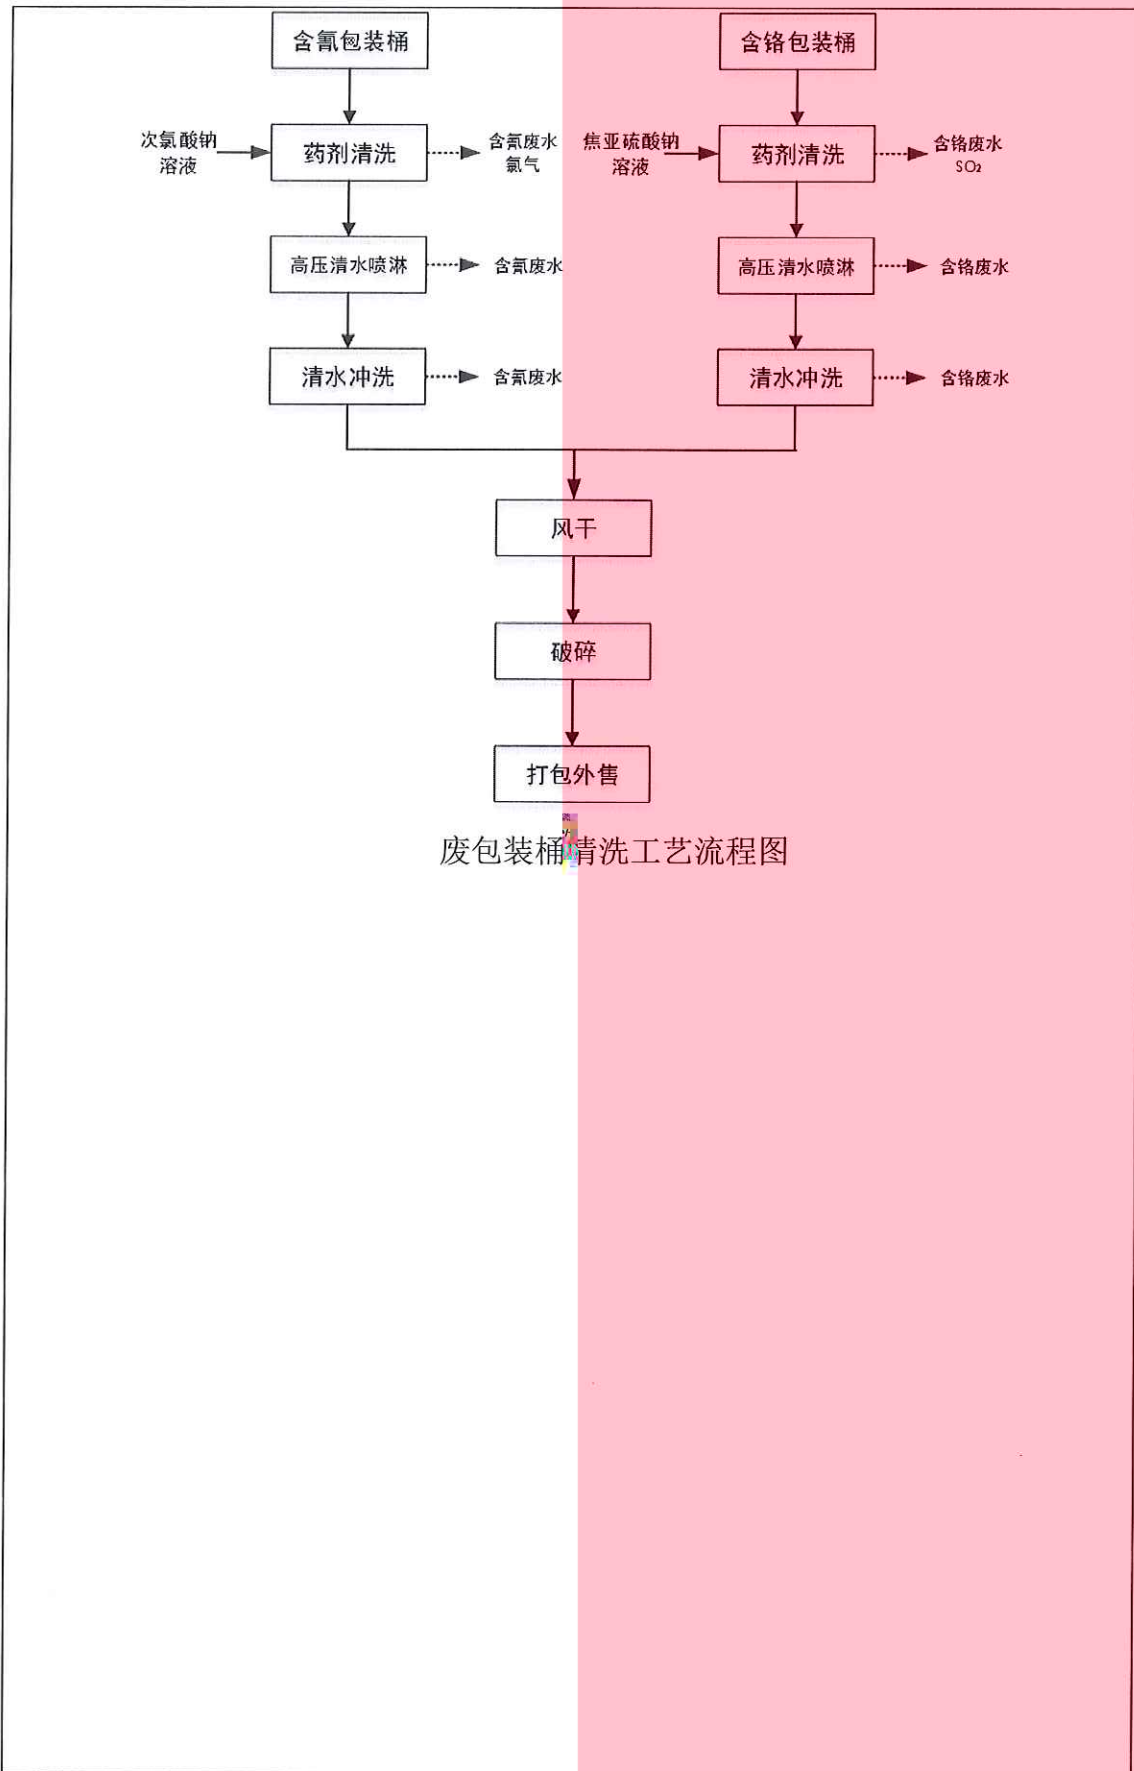 含氰包装桶
含铬包装桶
次氯酸钠
溶液
药剂清洗
含氰废水
氯气
焦亚硫酸钠
溶液
药剂清洗
含铬废水
SO₂
高压清水喷淋
含氰废水
高压清水喷淋
含铬废水
清水冲洗
含氰废水
清水冲洗
含铬废水
风干
破碎
打包外售
废包装桶清洗工艺流程图